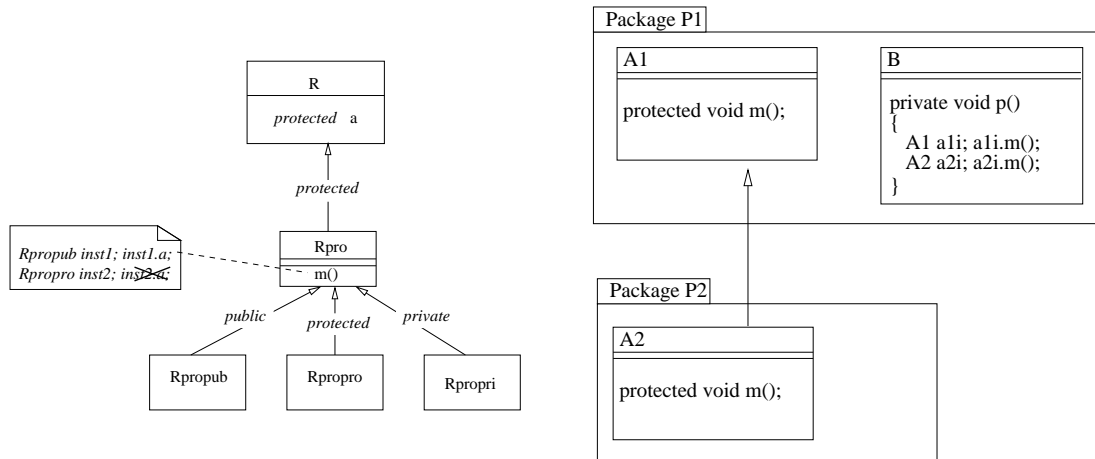 R
protected a
protected
Rpro
m()
Rpropub inst1; inst1.a;
Rpropro inst2; inst2.a;
public
protected
private
Rpropub
Rpropro
Rpropri
Package P1
A1
protected void m();
B
private void p()
{
A1 a1i; a1i.m();
A2 a2i; a2i.m();
}
Package P2
A2
protected void m();